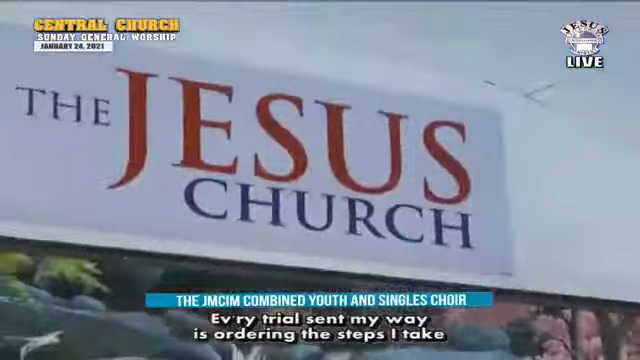 CENTRAL CHURCH
SUNDAY GENERAL WORSHIP
JANUARY 24, 2021
JESUS
LIVE
THE JESUS
CHURCH
THE JMCIM COMBINED YOUTH AND SINGLES CHOIR
Ev'ry trial sent my way
is ordering the steps I take